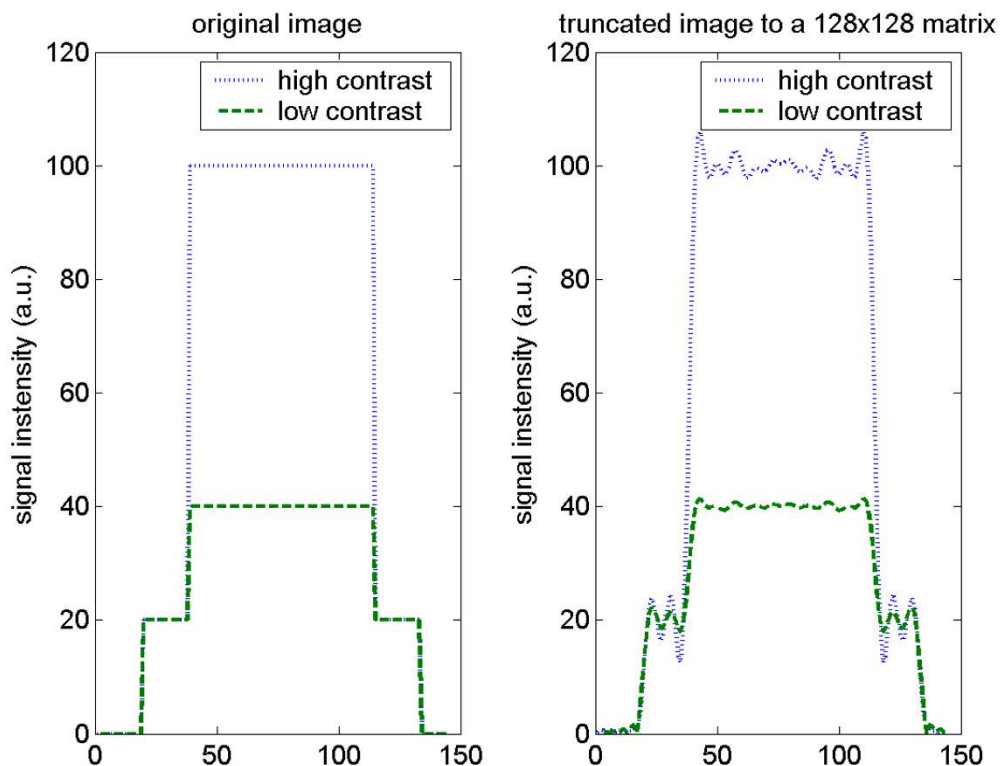 original image
120
100
80
60
40
20
0
0
50
100
150
signal instensity (a.u.)
high contrast
low contrast
truncated image to a 128x128 matrix
120
100
80
60
40
20
0
0
50
100
150
signal instensity (a.u.)
high contrast
low contrast